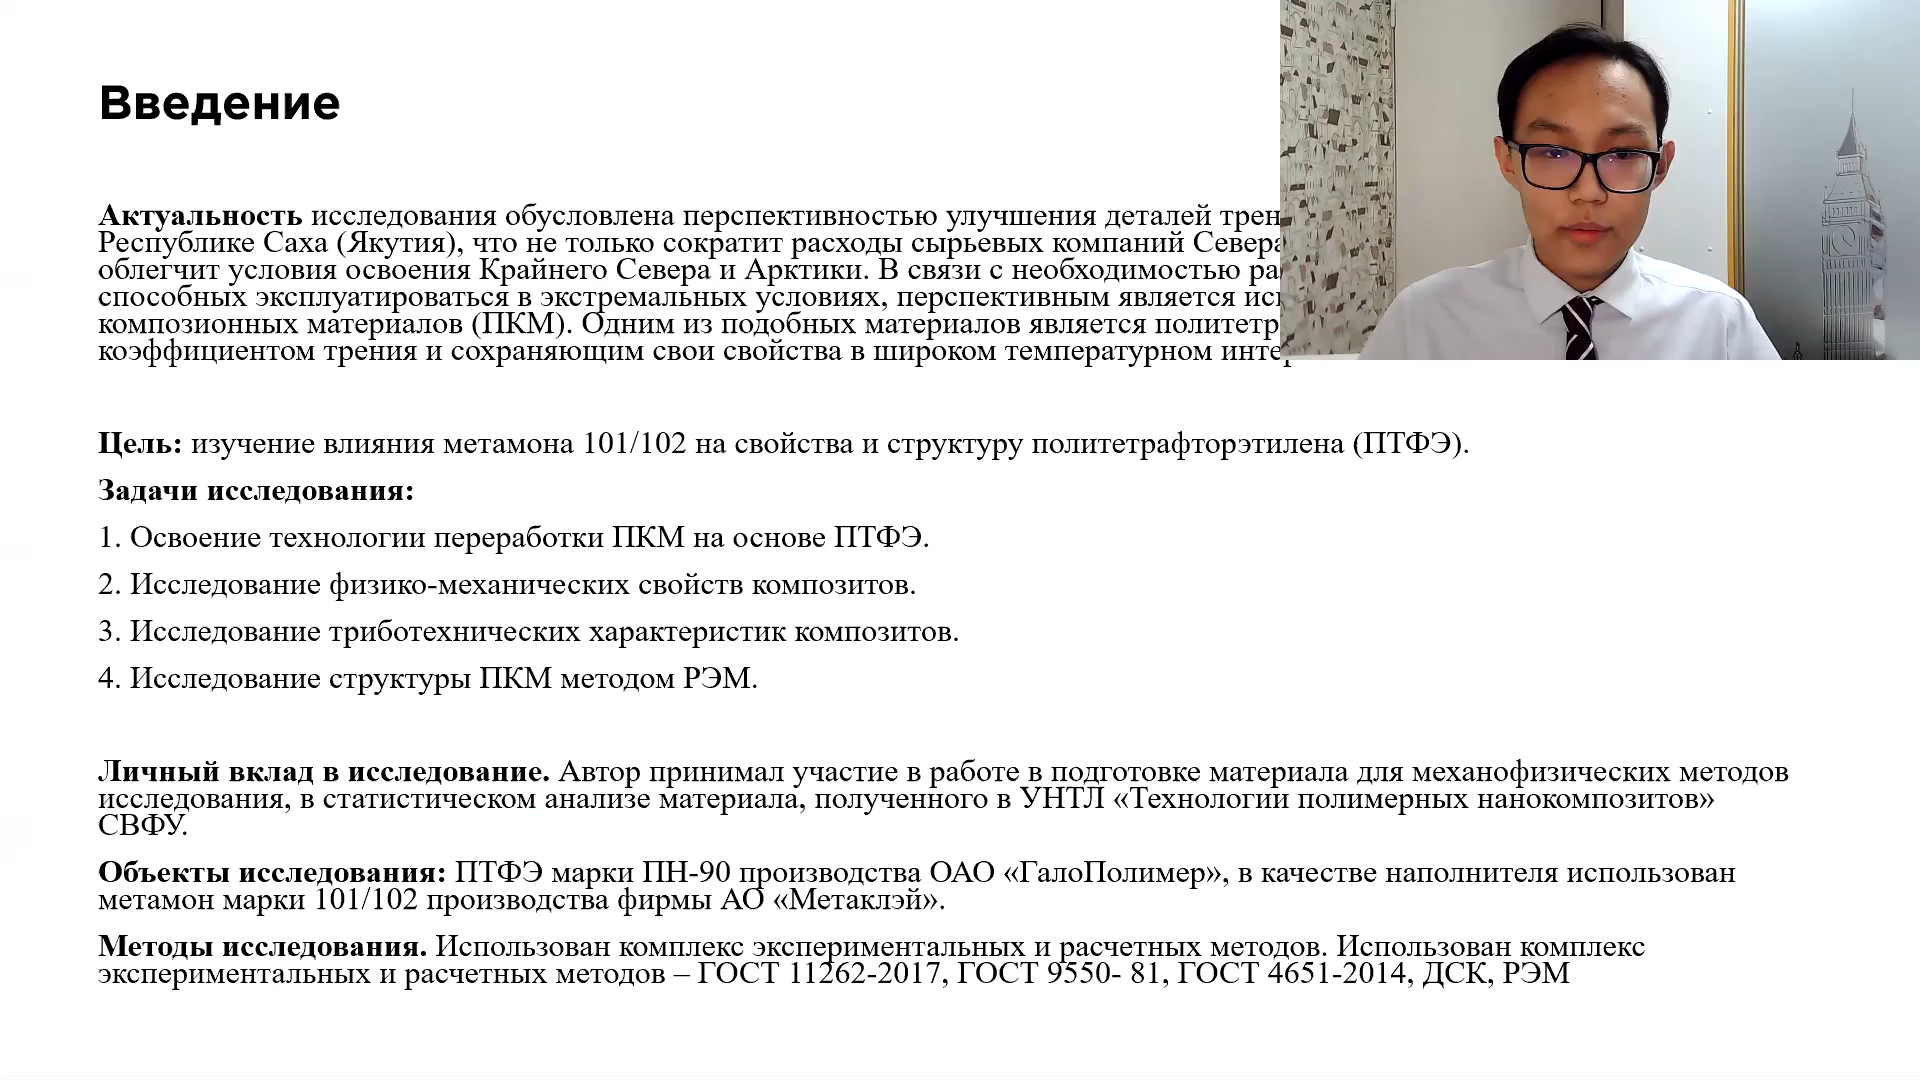 Введение
Актуальность исследования обусловлена перспективностью улучшения деталей
Республике Саха (Якутия), что не только сократит расходы сырьевых компаний Севера
облегчит условия освоения Крайнего Севера и Арктики. В связи с необходимостью
способных эксплуатироваться в экстремальных условиях, перспективным является
композионных материалов (ПКМ). Одним из подобных материалов является
коэффициентом трения и сохраняющим свои свойства в широком температурном
Цель: изучение влияния метамона 101/102 на свойства и структуру политетрафторэтилена (ПТФЭ).
Задачи исследования:
1. Освоение технологии переработки ПКМ на основе ПТФЭ.
2. Исследование физико-механических свойств композитов.
3. Исследование триботехнических характеристик композитов.
4. Исследование структуры ПКМ методом РЭМ.
Личный вклад в исследование. Автор принимал участие в работе в подготовке материала для механофизических методов
исследования, в статистическом анализе материала, полученного в УНТЛ «Технологии полимерных нанокомпозитов»
СВФУ.
Объекты исследования: ПТФЭ марки ПН-90 производства ОАО «ГалоПолимер», в качестве наполнителя использован
метамон марки 101/102 производства фирмы АО «Метаклэй».
Методы исследования. Использован комплекс экспериментальных и расчетных методов. Использован комплекс
экспериментальных и расчетных методов – ГОСТ 11262-2017, ГОСТ 9550- 81, ГОСТ 4651-2014, ДСК, РЭМ